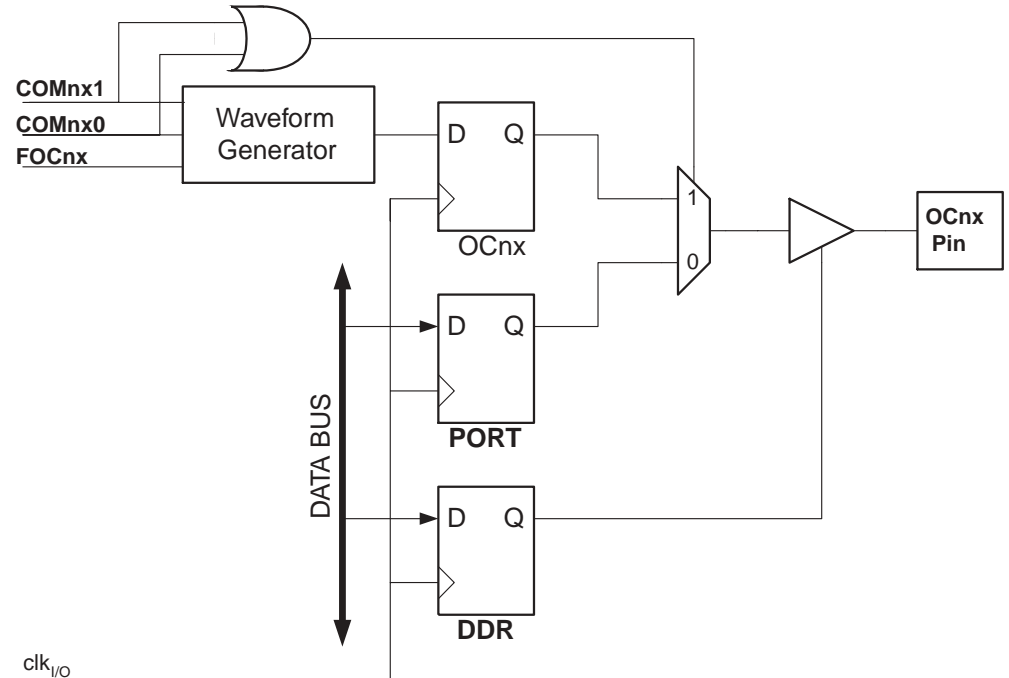 COMnx1
COMnx0
FOCnx
Waveform
Generator
D Q
OCnx
1
0
OCnx
Pin
D Q
PORT
DATA BUS
D Q
DDR
clkI/O